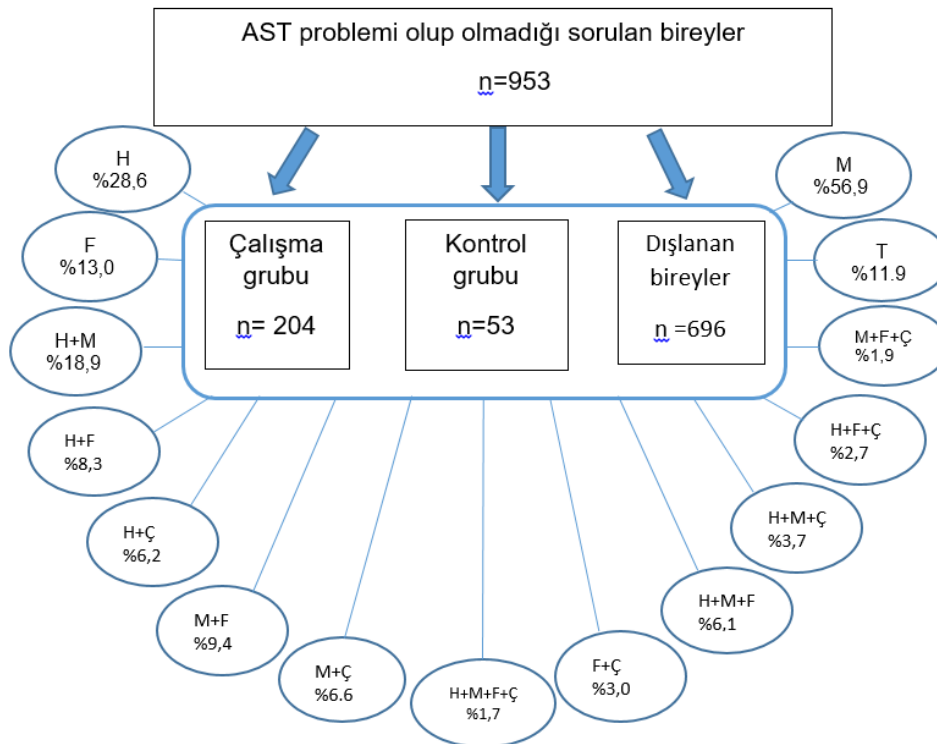 AST problemi olup olmadığı sorulan bireyler
n=953
H
%28,6
F
%13,0
H+M
%18,9
H+F
%8,3
H+Ç
%6,2
M+F
%9,4
M+Ç
%6.6
H+M+F+Ç
%1,7
F+Ç
%3,0
H+M+F
%6,1
H+M+Ç
%3,7
H+F+Ç
%2,7
M+F+Ç
%1,9
T
%11.9
M
%56,9
Çalışma
grubu
n= 204
Kontrol
grubu
n=53
Dışlanan
bireyler
n =696